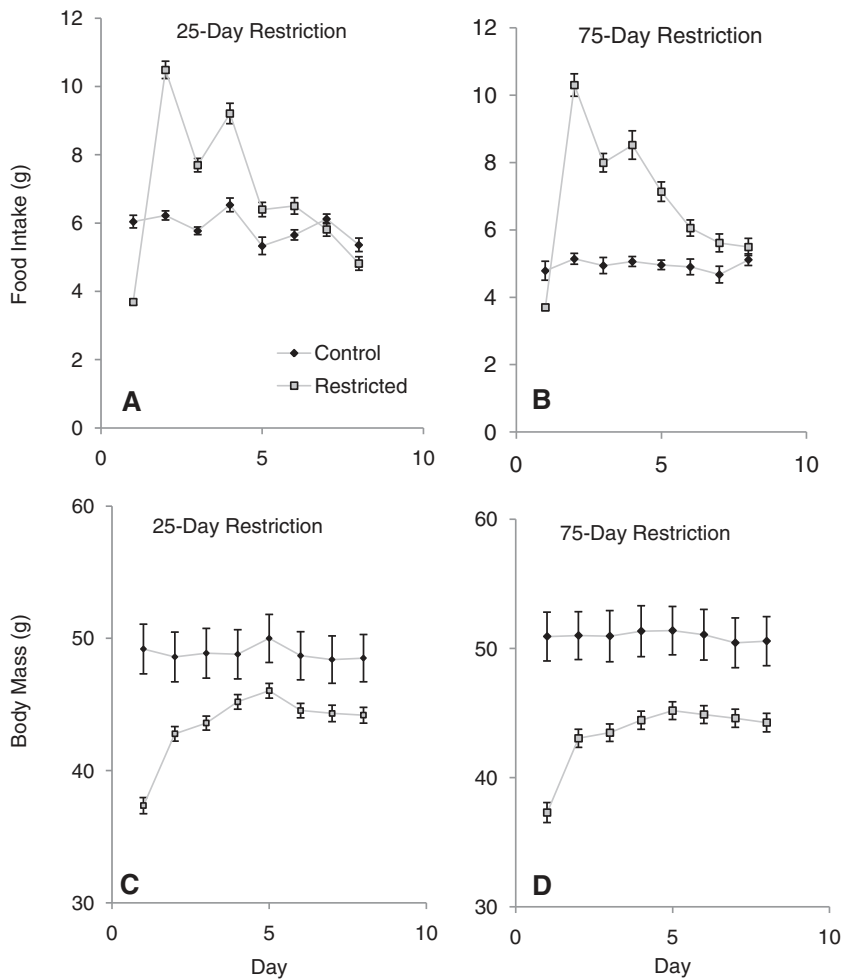 25-Day Restriction
12
10
8
6
4
2
0
0
5
10
Food Intake (g)
Control
Restricted
A
75-Day Restriction
12
10
8
6
4
2
0
0
5
10
B
25-Day Restriction
60
50
40
30
0
5
10
Body Mass (g)
Day
C
75-Day Restriction
60
50
40
30
0
5
10
Day
D